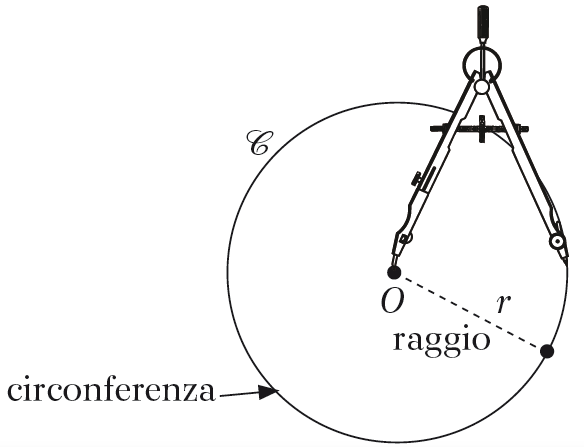 𝒞
O
r
raggio
circonferenza